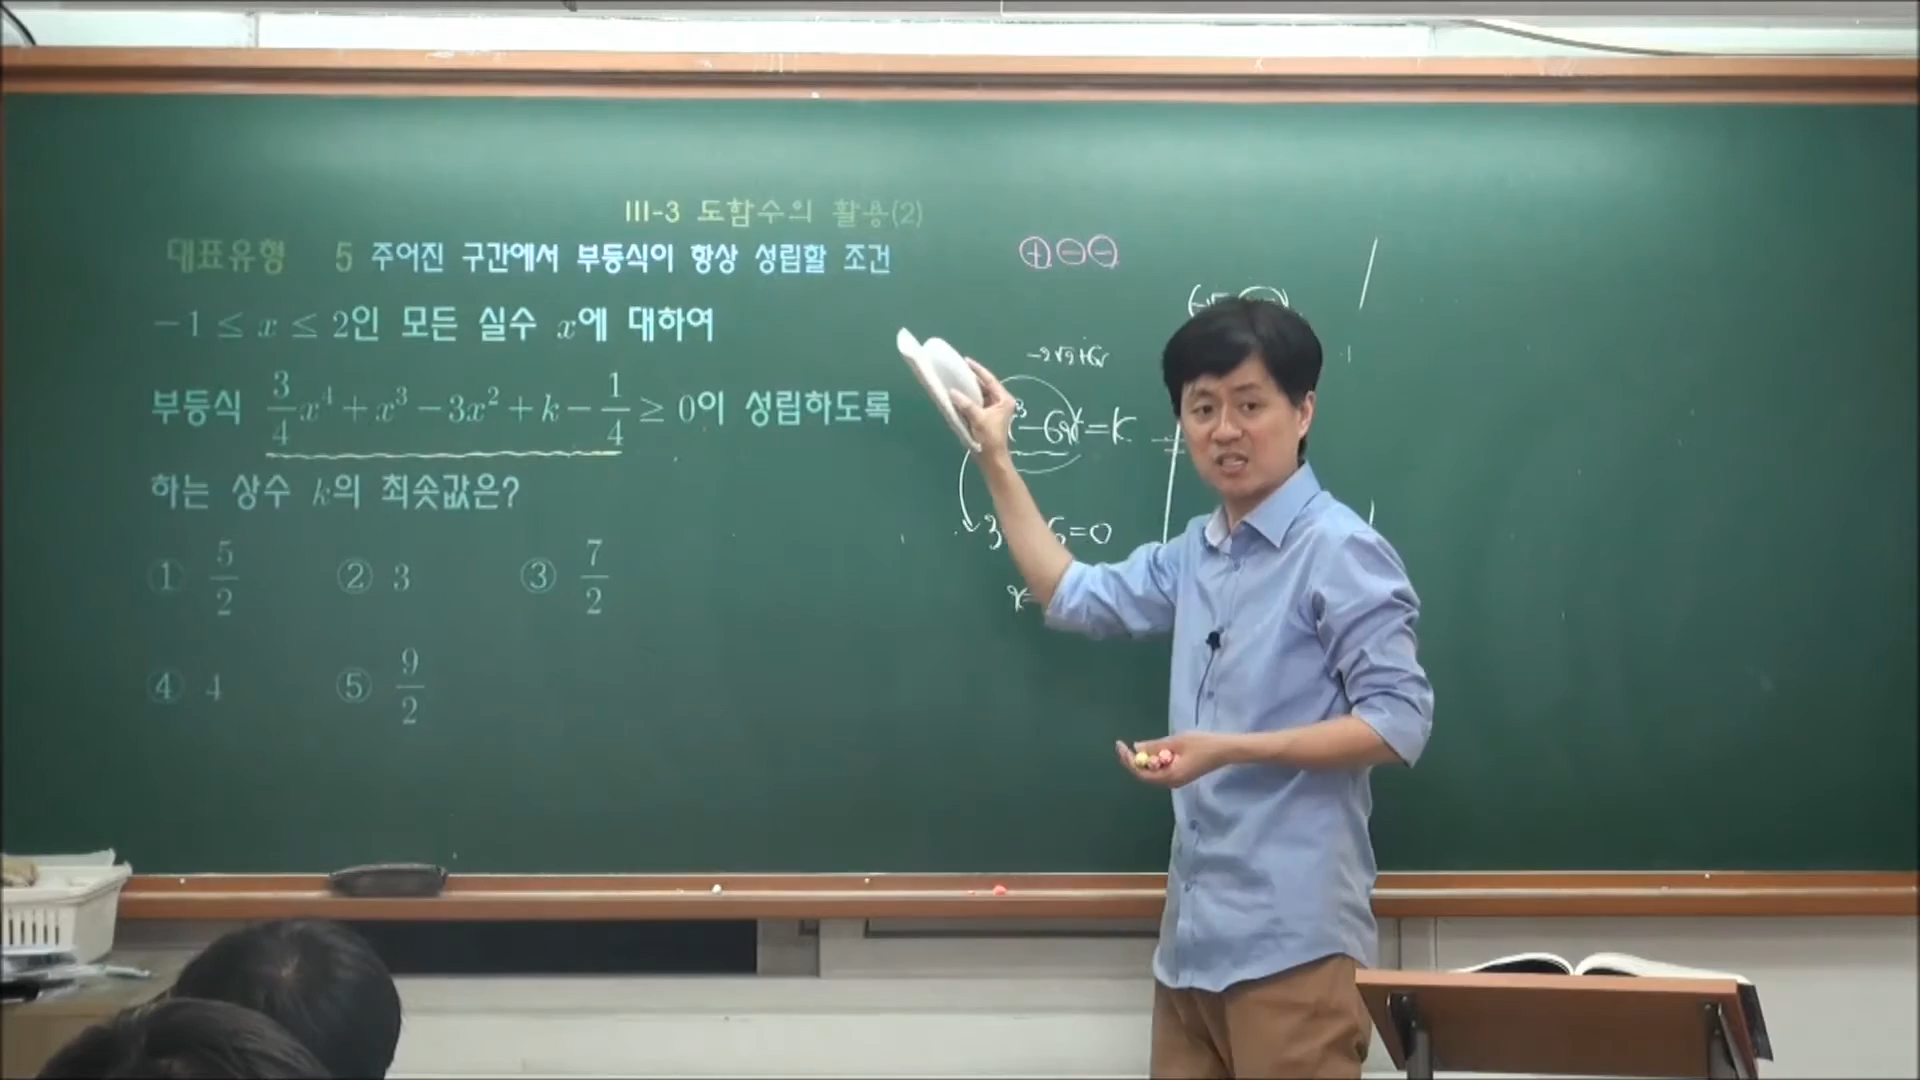 III-3 도함수의 활용(2)
대표유형 5 주어진 구간에서 부등식이 항상 성립할 조건
-1 ≤ x ≤ 2인 모든 실수 x에 대하여
부등식 3/4x⁴ + x³ - 3x² + k - 1/4 ≥ 0이 성립하도록
하는 상수 k의 최솟값은?
① 5/2 ② 3 ③ 7/2
④ 4 ⑤ 9/2
⊕⊖⊖
=k
=0